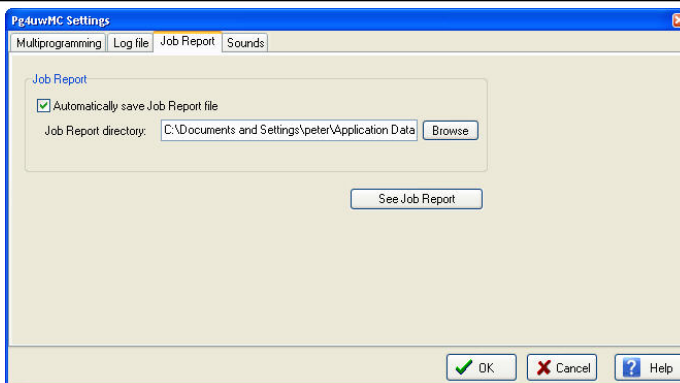 Pg4uwMC Settings
Multiprogramming Log file Job Report Sounds
Job Report
Automatically save Job Report file
Job Report directory: C:\Documents and Settings\peter\Application Data Browse
See Job Report
OK Cancel ? Help